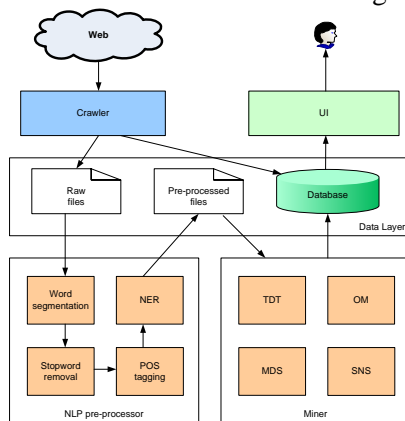 g
Web
Crawler
UI
Raw
files
Pre-processed
files
Database
Data Layer
Word
segmentation
NER
TDT
OM
Stopword
removal
POS
tagging
MDS
SNS
NLP pre-processor
Miner